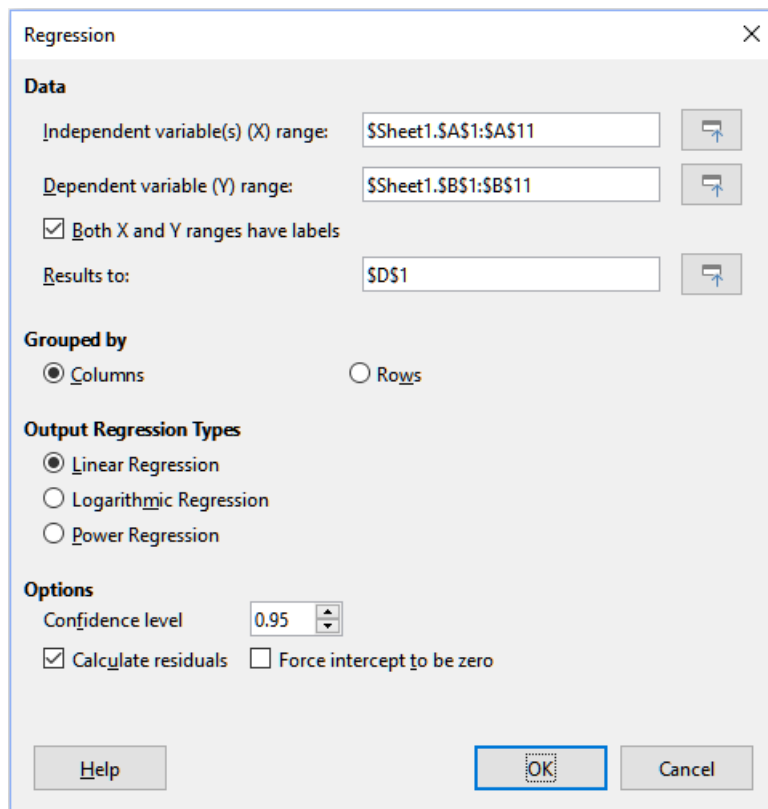 Regression
Data
Independent variable(s) (X) range: $Sheet1.$A$1:$A$11
Dependent variable (Y) range: $Sheet1.$B$1:$B$11
Both X and Y ranges have labels
Results to: $D$1
Grouped by
Columns Rows
Output Regression Types
Linear Regression
Logarithmic Regression
Power Regression
Options
Confidence level 0.95
Calculate residuals Force intercept to be zero
Help OK Cancel